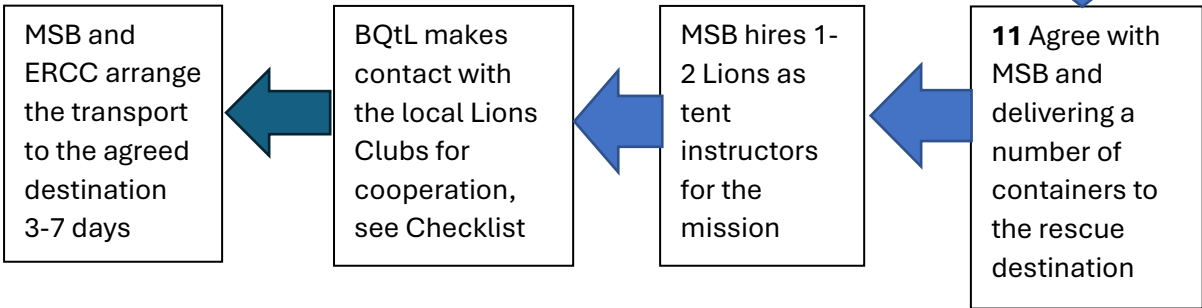 MSB and
ERCC arrange
the transport
to the agreed
destination
3-7 days
BQtL makes
contact with
the local Lions
Clubs for
cooperation,
see Checklist
MSB hires 1-
2 Lions as
tent
instructors
for the
mission
11 Agree with
MSB and
delivering a
number of
containers to
the rescue
destination